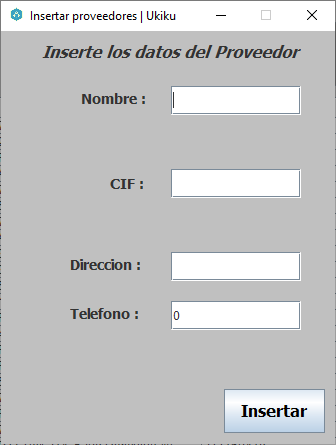 Insertar proveedores | Ukiku
Inserte los datos del Proveedor
Nombre :
CIF :
Direccion :
Telefono : 0
Insertar